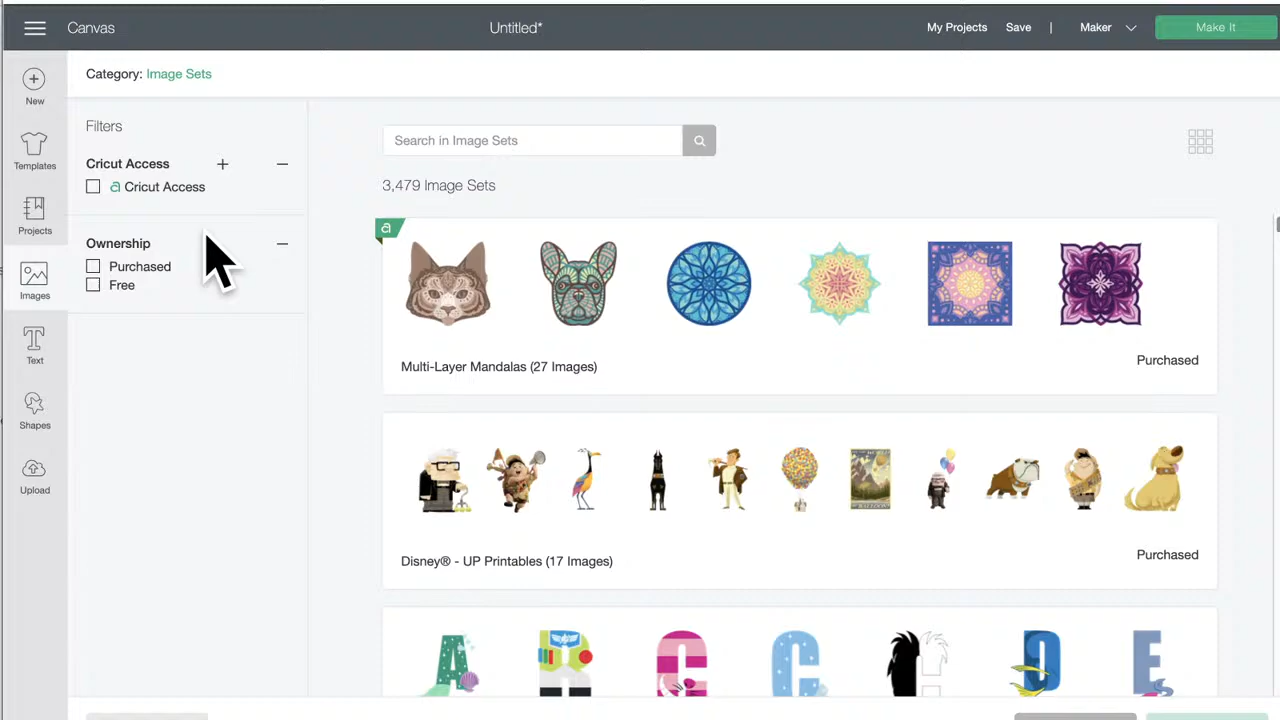 Canvas
Untitled*
My Projects
Save
|
Maker
Make It
New
Templates
Projects
Images
Text
Shapes
Upload
Category: Image Sets
Filters
Cricut Access
a Cricut Access
Ownership
Purchased
Free
Search in Image Sets
3,479 Image Sets
a
Multi-Layer Mandalas (27 Images)
Purchased
Disney® - UP Printables (17 Images)
Purchased
A R C C C D E